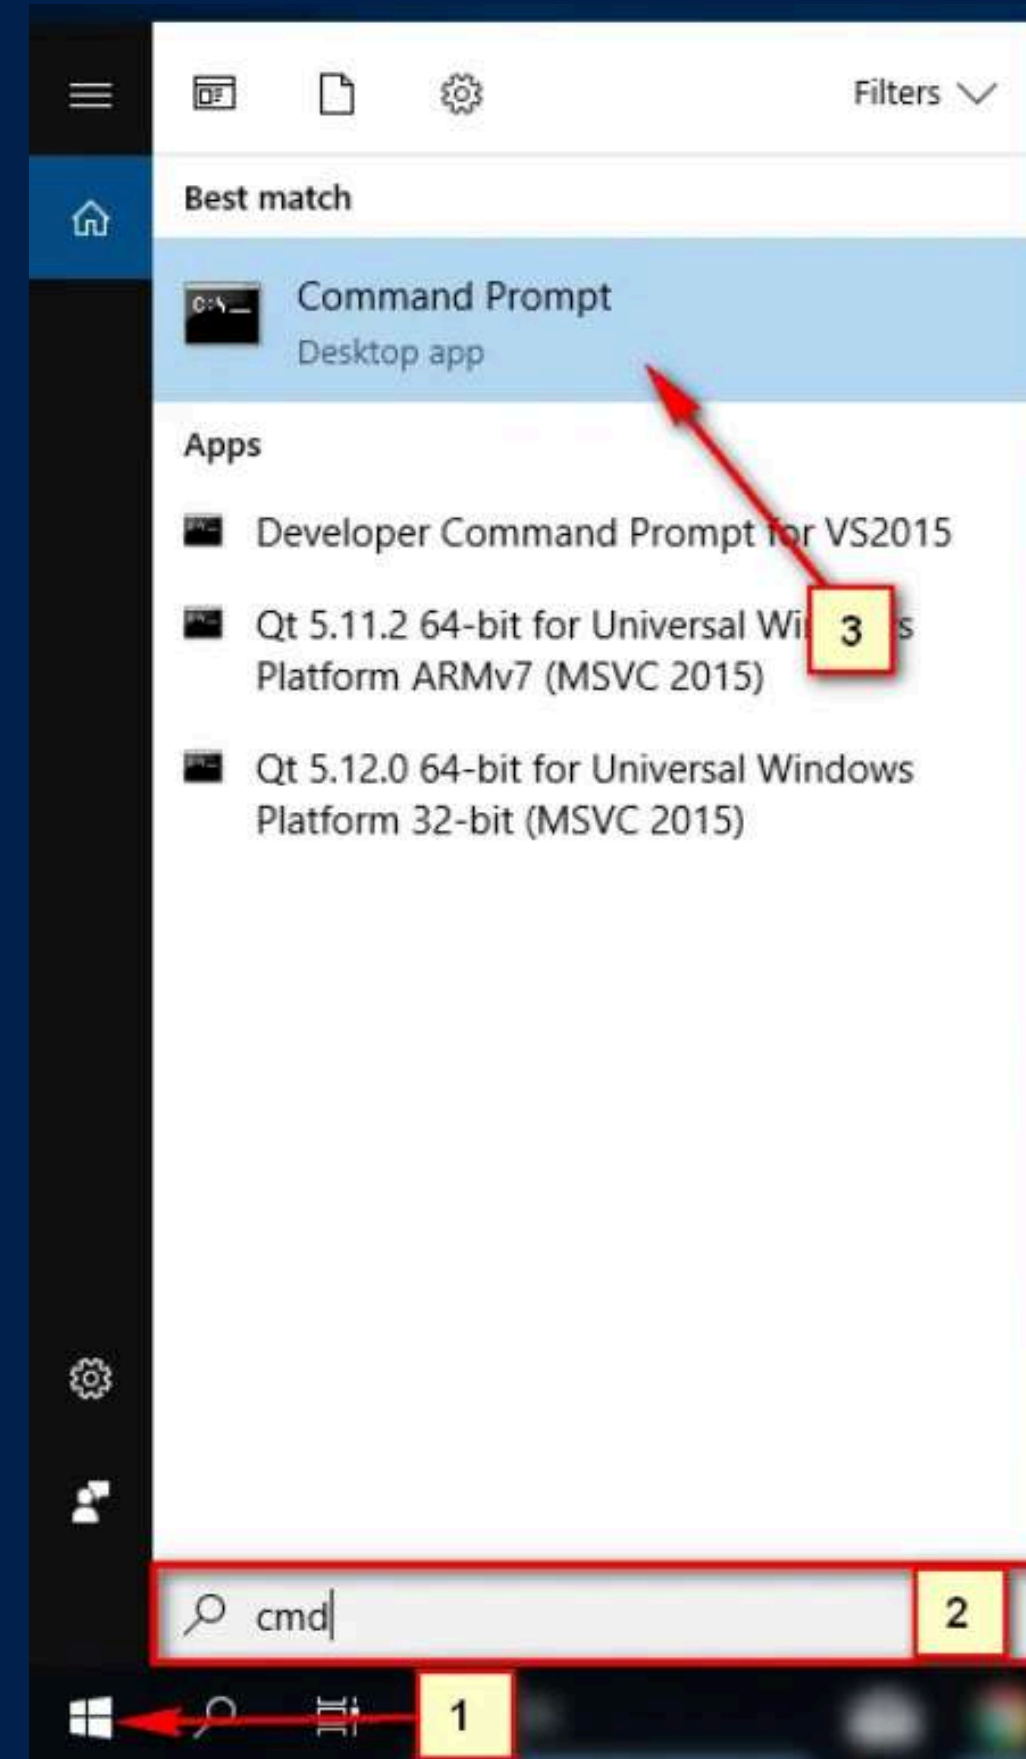 Filters
Best match
C:\_
Command Prompt
Desktop app
Apps
Developer Command Prompt for VS2015
Qt 5.11.2 64-bit for Universal Wi 3 s
Platform ARMv7 (MSVC 2015)
Qt 5.12.0 64-bit for Universal Windows
Platform 32-bit (MSVC 2015)
cmd 2
1